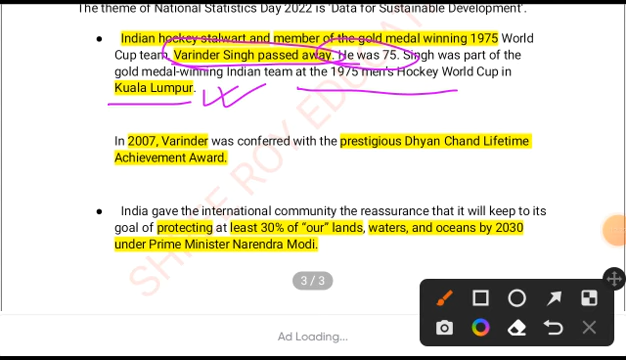 The theme of National Statistics Day 2022 is 'Data for Sustainable Development'.
● Indian hockey stalwart and member of the gold medal winning 1975 World
Cup team, Varinder Singh passed away. He was 75. Singh was part of the
gold medal-winning Indian team at the 1975 men's Hockey World Cup in
Kuala Lumpur.
In 2007, Varinder was conferred with the prestigious Dhyan Chand Lifetime
Achievement Award.
● India gave the international community the reassurance that it will keep to its
goal of protecting at least 30% of “our” lands, waters, and oceans by 2030
under Prime Minister Narendra Modi.
3 / 3
Ad Loading...